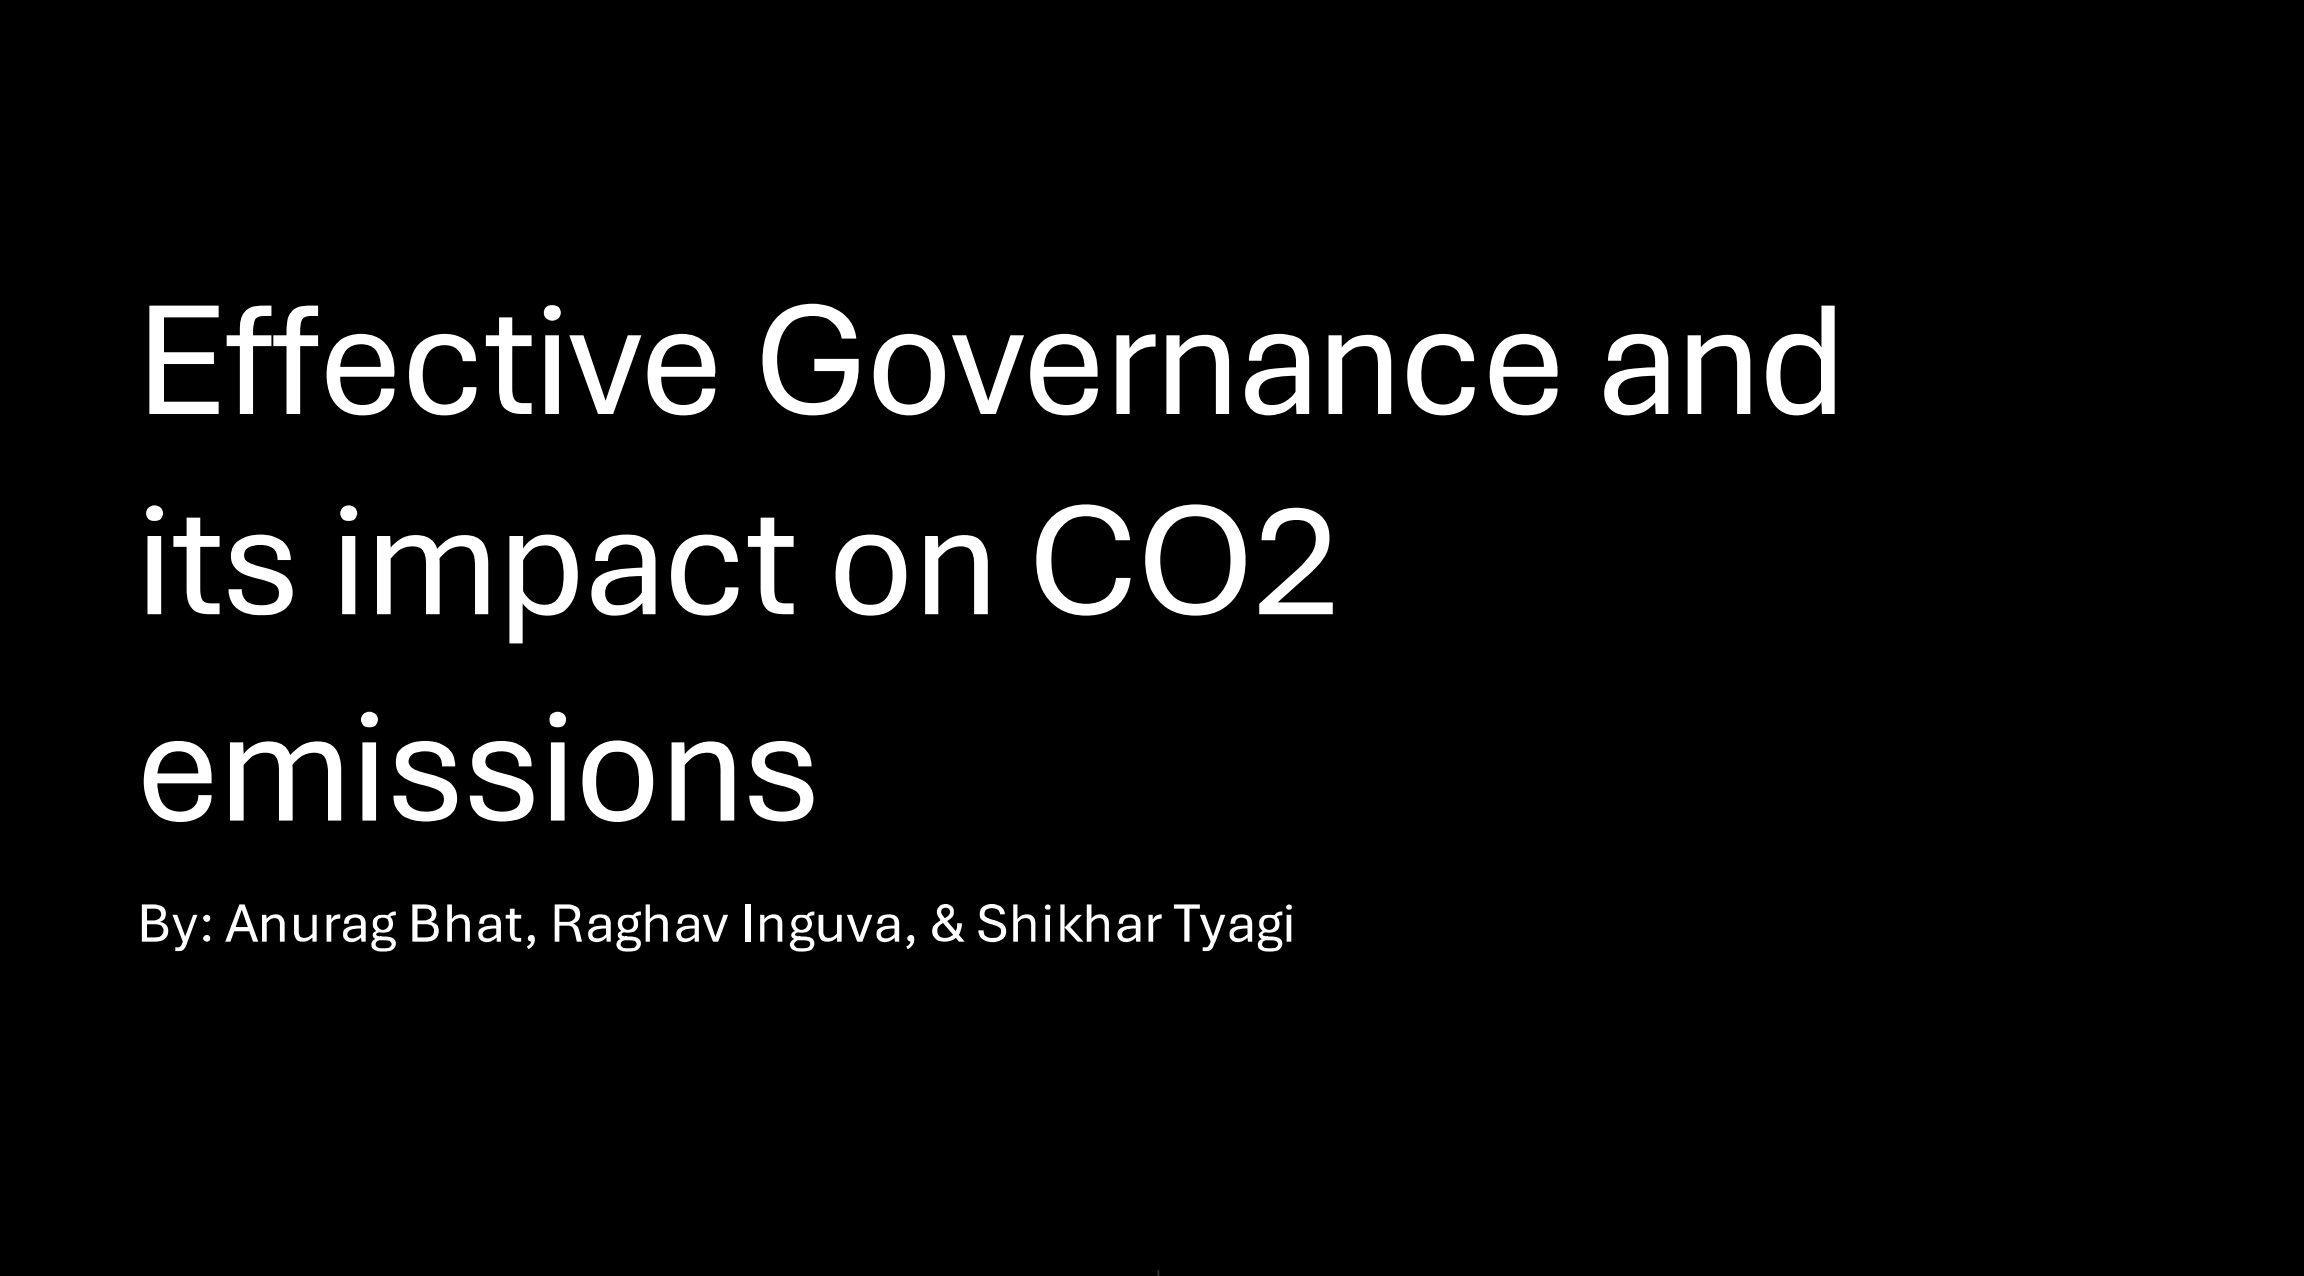 Effective Governance and
its impact on CO2
emissions
By: Anurag Bhat, Raghav Inguva, & Shikhar Tyagi